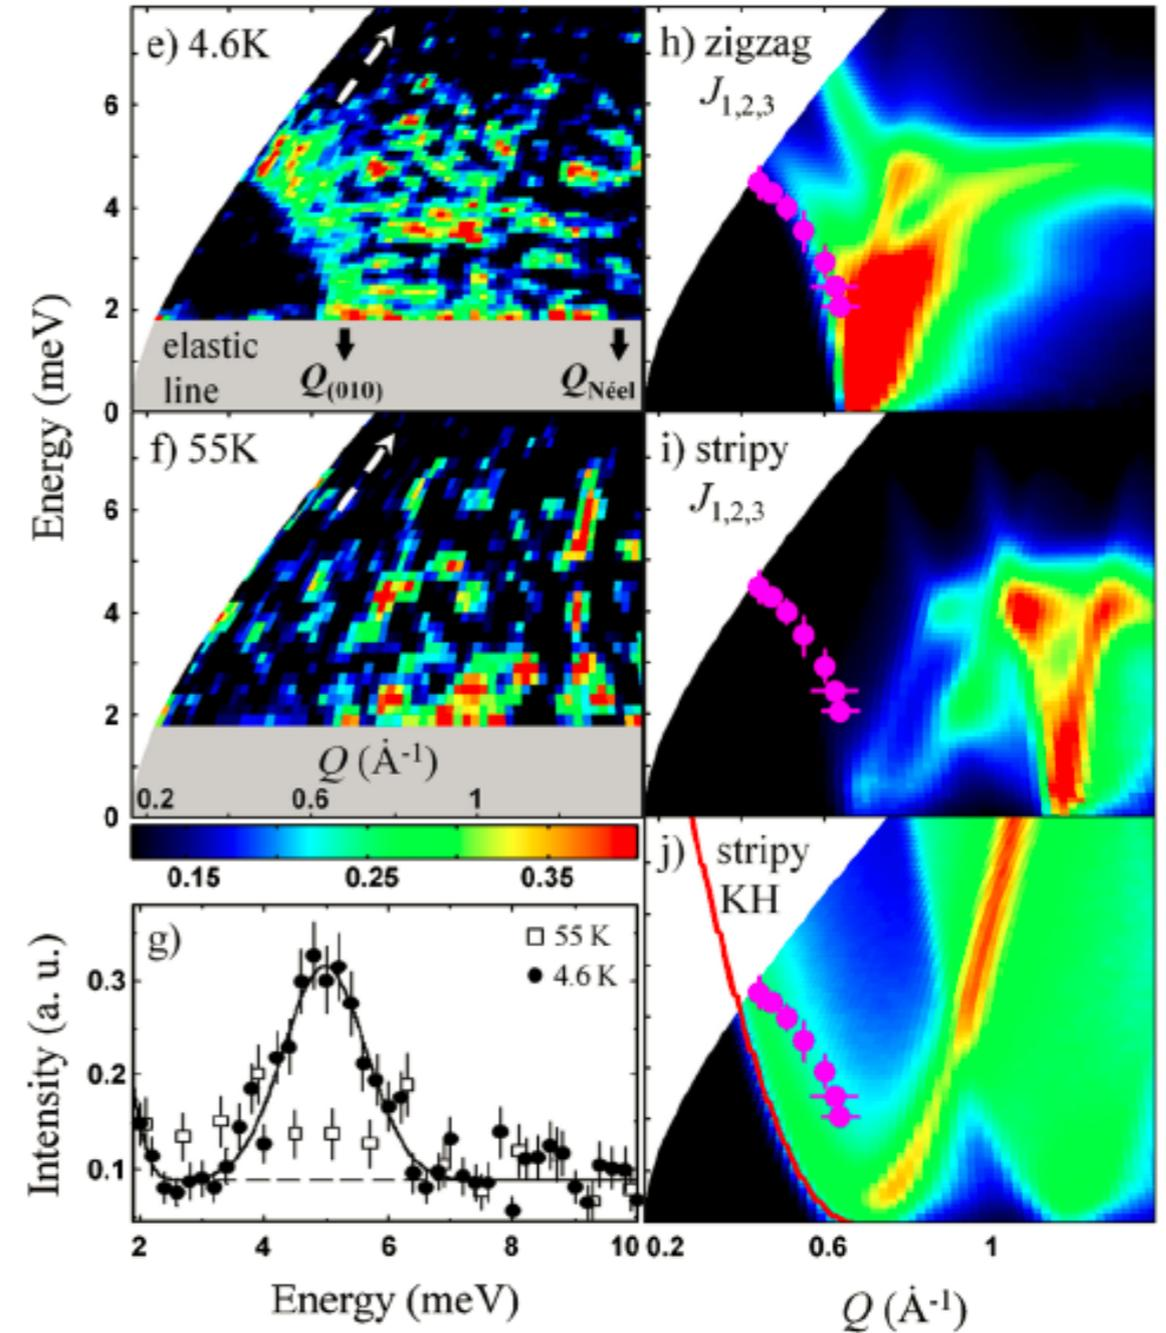 e) 4.6K
h) zigzag
J1,2,3
6
4
2
0
Energy (meV)
elastic
line
Q(010)
QNéel
f) 55K
i) stripy
J1,2,3
6
4
2
0
Energy (meV)
Q (Å-1)
0.2 0.6 1
0.15 0.25 0.35
j) stripy
KH
g)
55 K
4.6 K
0.3
0.2
0.1
Intensity (a. u.)
2 4 6 8 10
Energy (meV)
0.2 0.6 1
Q (Å-1)